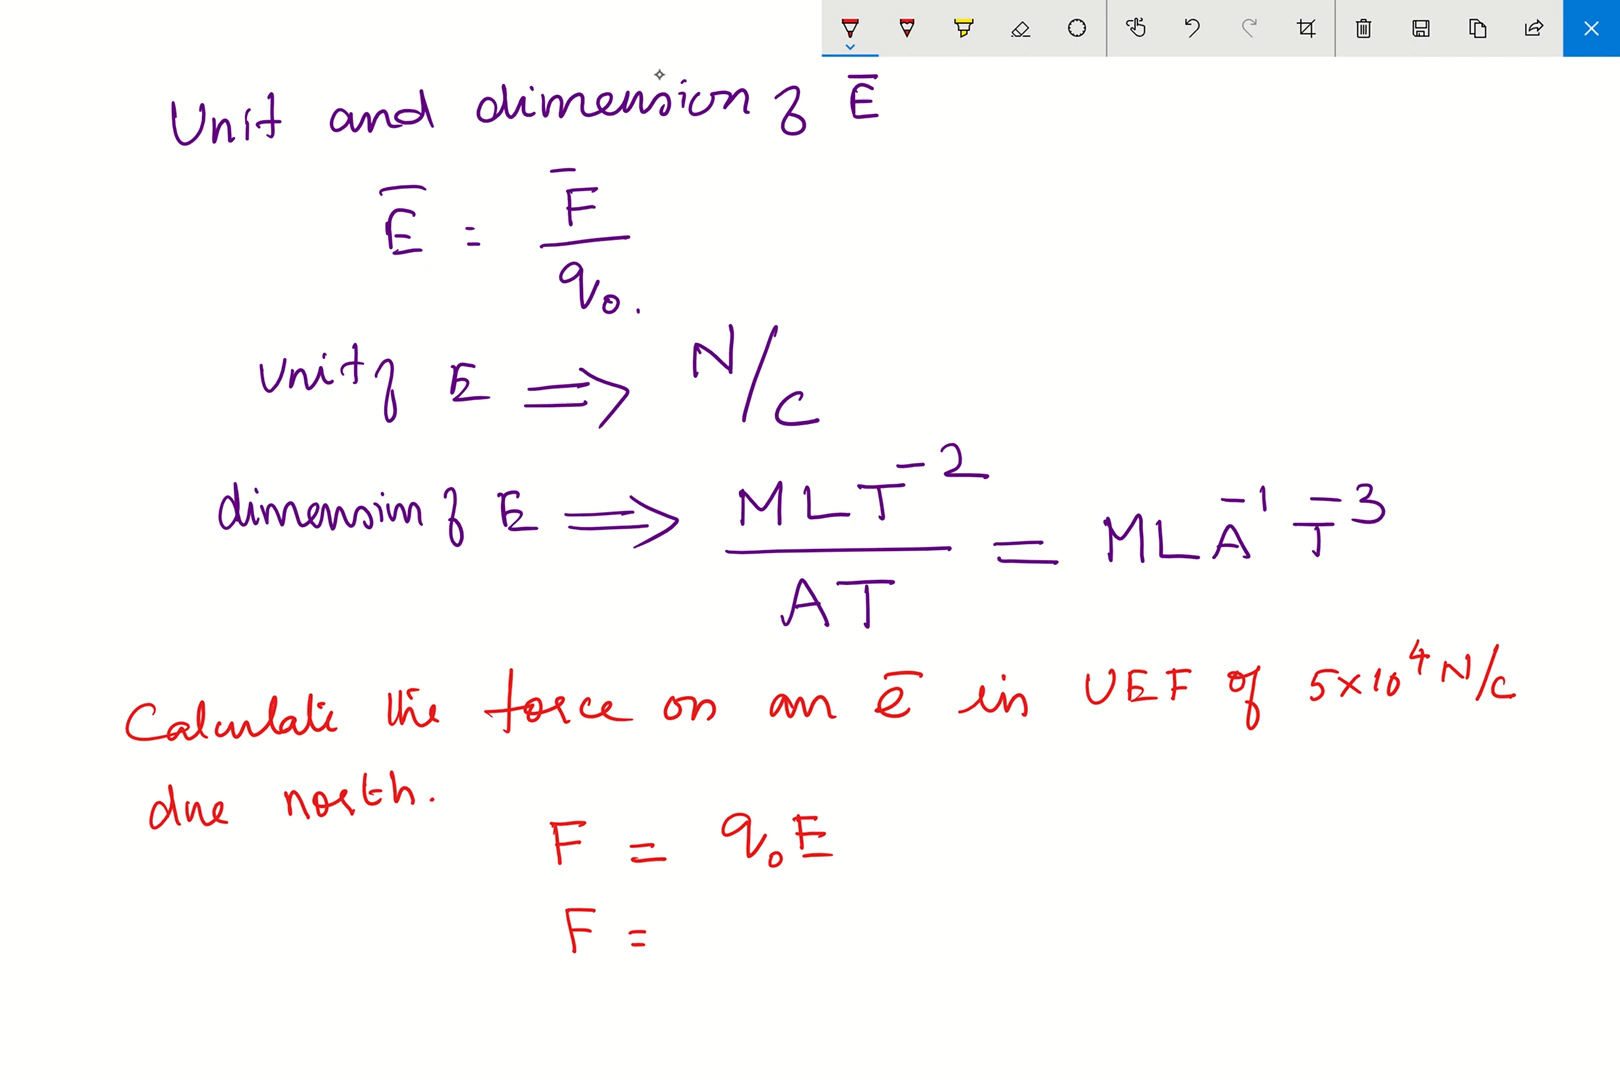 Unit and dimension of E̅
E̅ = F̅ / q₀.
Unit of E ⟹ N/C
dimension of E ⟹ MLT⁻² / AT = MLA⁻¹T⁻³
Calculate the force on an e̅ in UEF of 5×10⁴ N/C
due north.
F = q₀E
F =